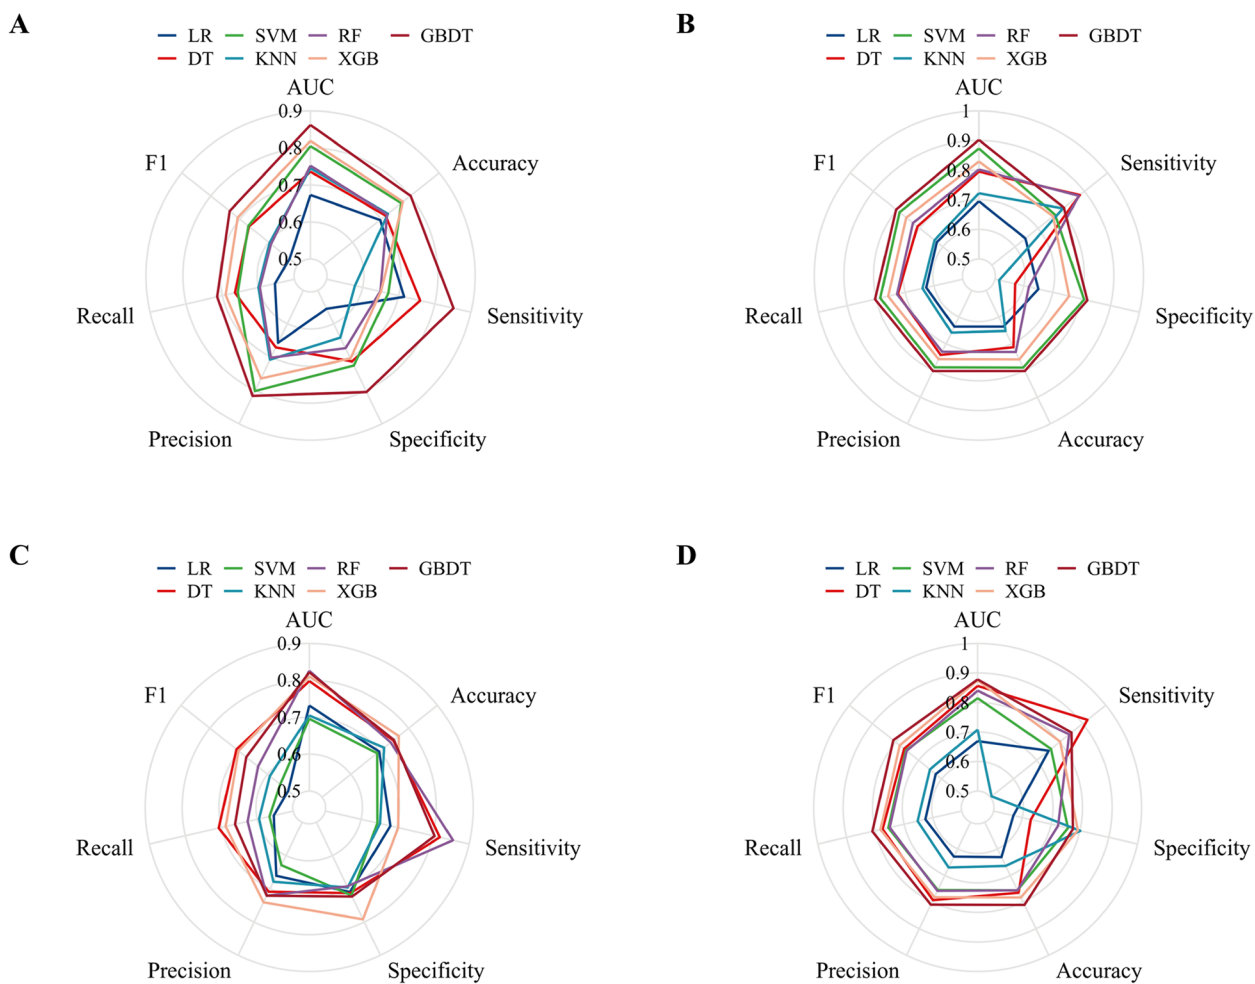 A
LR SVM RF GBDT
DT KNN XGB
AUC
0.9
0.8
0.7
0.6
0.5
F1
Accuracy
Recall
Sensitivity
Precision
Specificity
B
LR SVM RF GBDT
DT KNN XGB
AUC
1
0.9
0.8
0.7
0.6
0.5
F1
Sensitivity
Recall
Specificity
Precision
Accuracy
C
LR SVM RF GBDT
DT KNN XGB
AUC
0.9
0.8
0.7
0.6
0.5
F1
Accuracy
Recall
Sensitivity
Precision
Specificity
D
LR SVM RF GBDT
DT KNN XGB
AUC
1
0.9
0.8
0.7
0.6
0.5
F1
Sensitivity
Recall
Specificity
Precision
Accuracy